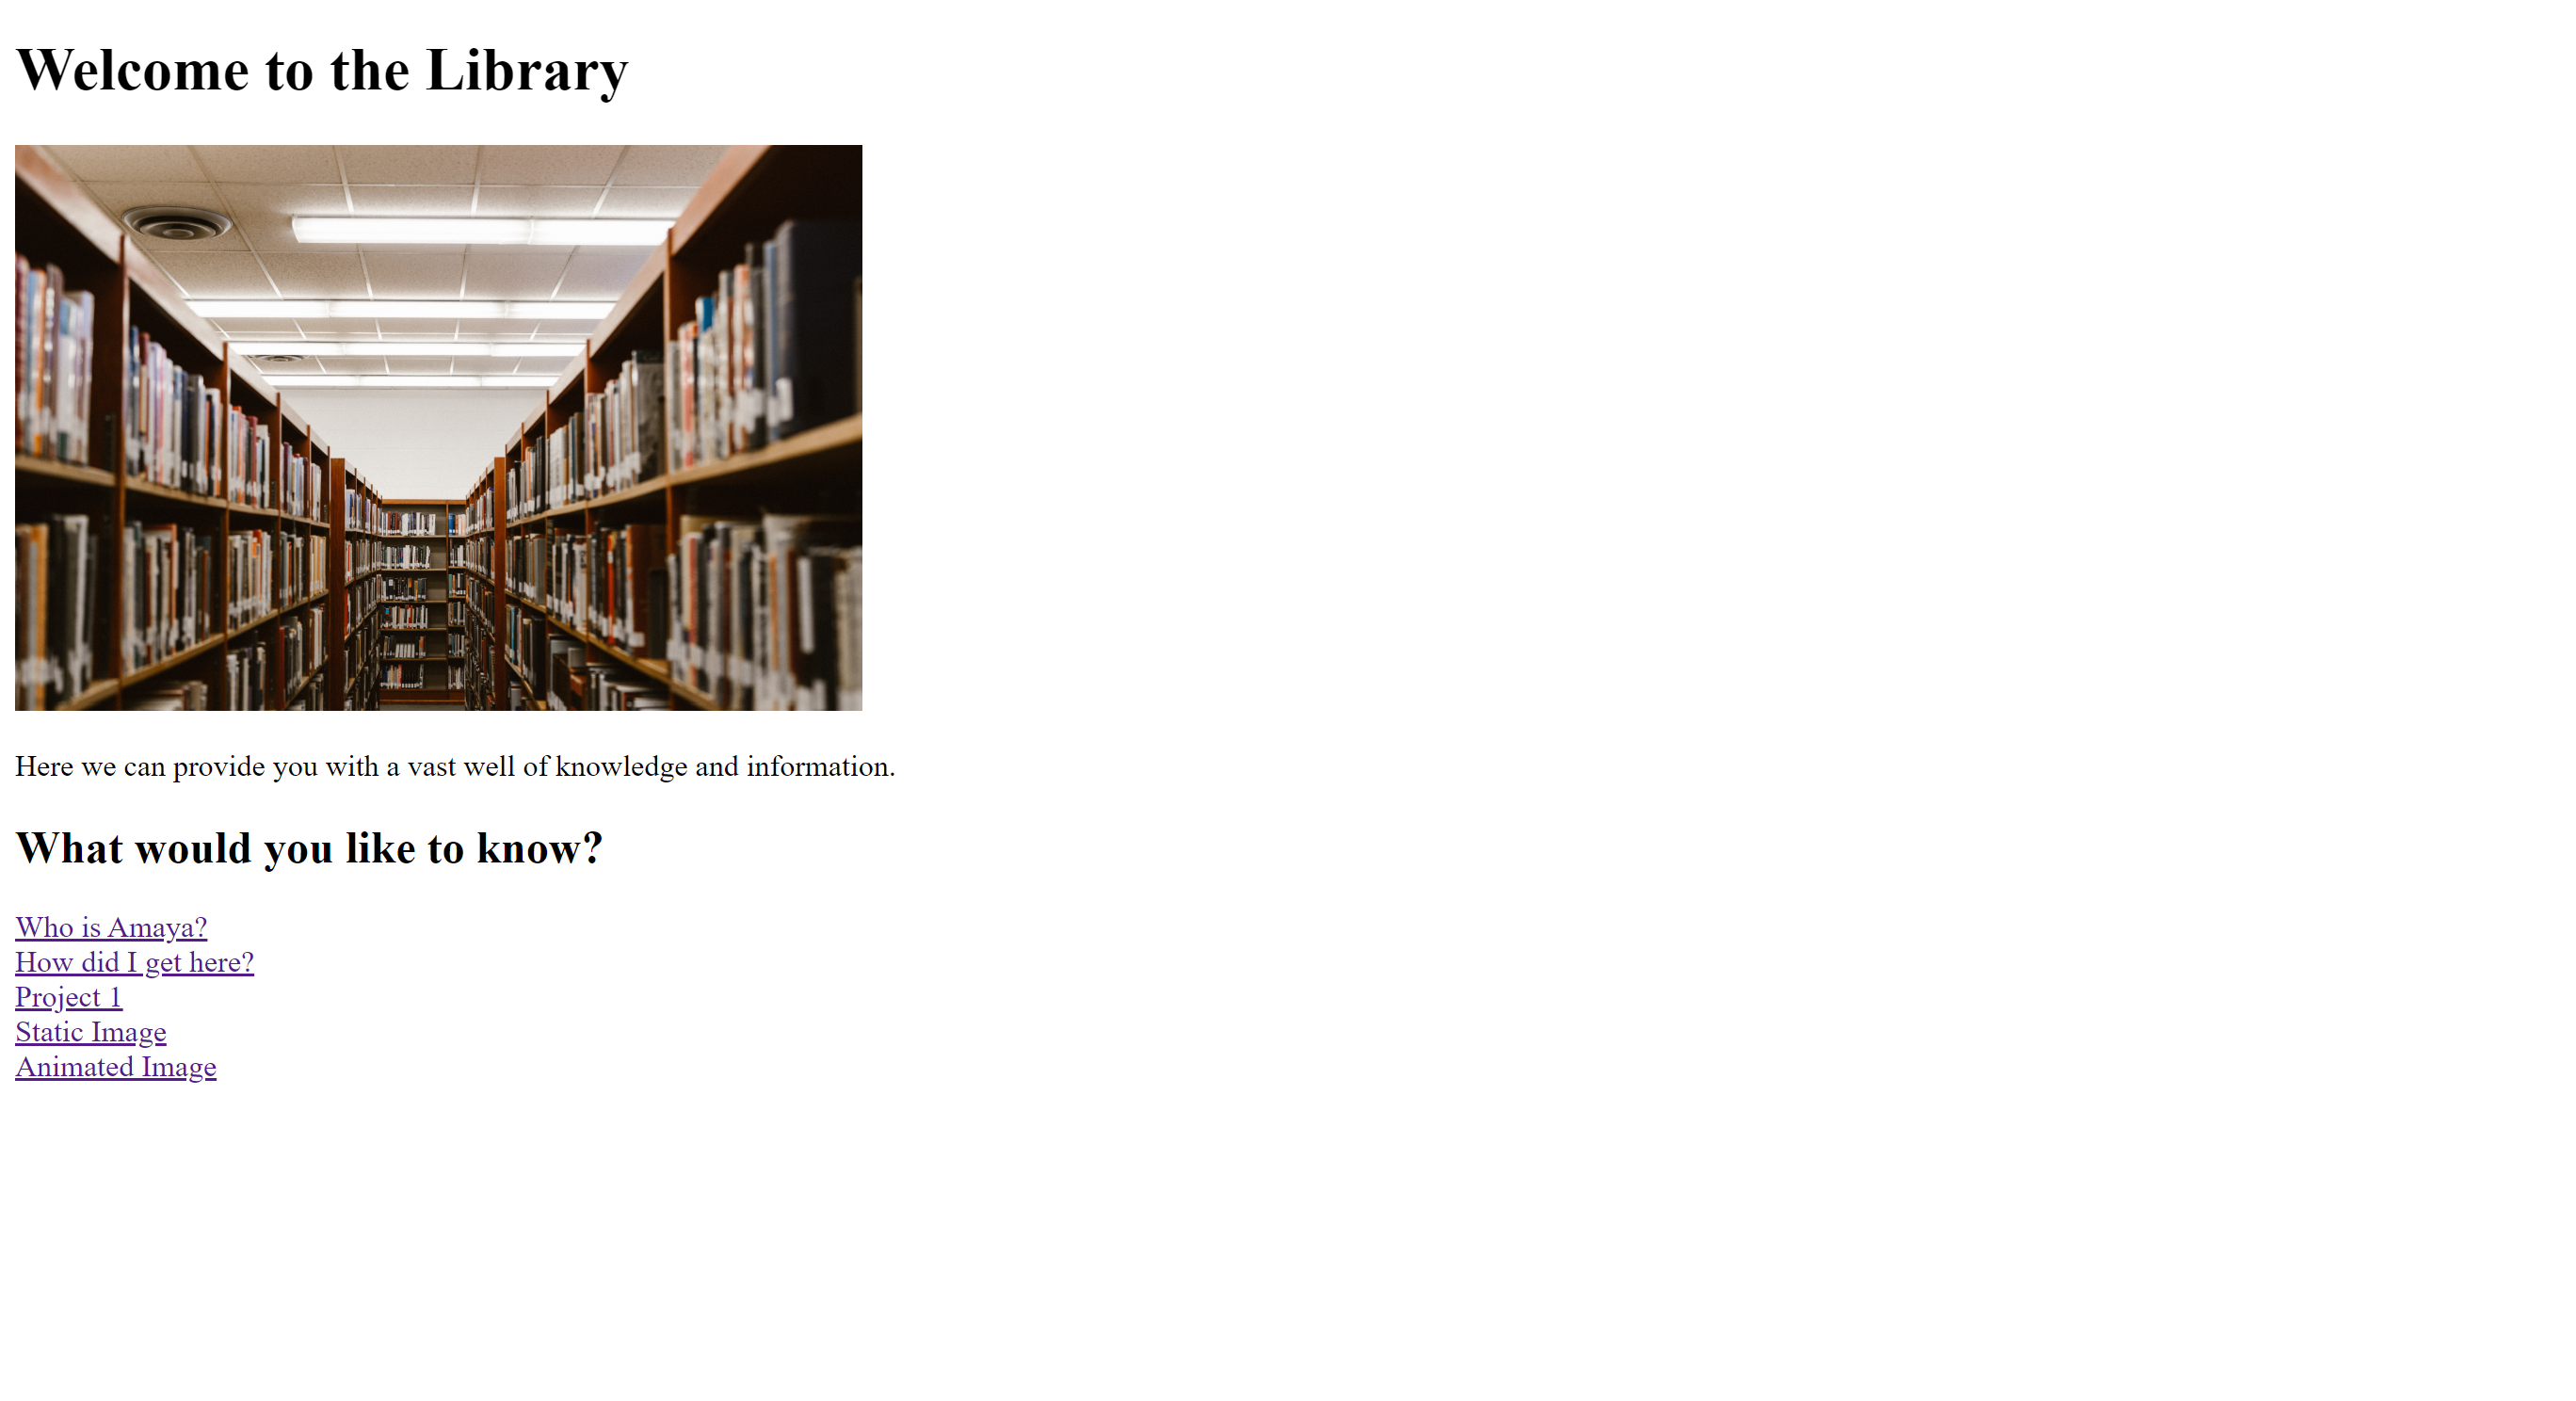 Welcome to the Library
Here we can provide you with a vast well of knowledge and information.
What would you like to know?
Who is Amaya?
How did I get here?
Project 1
Static Image
Animated Image